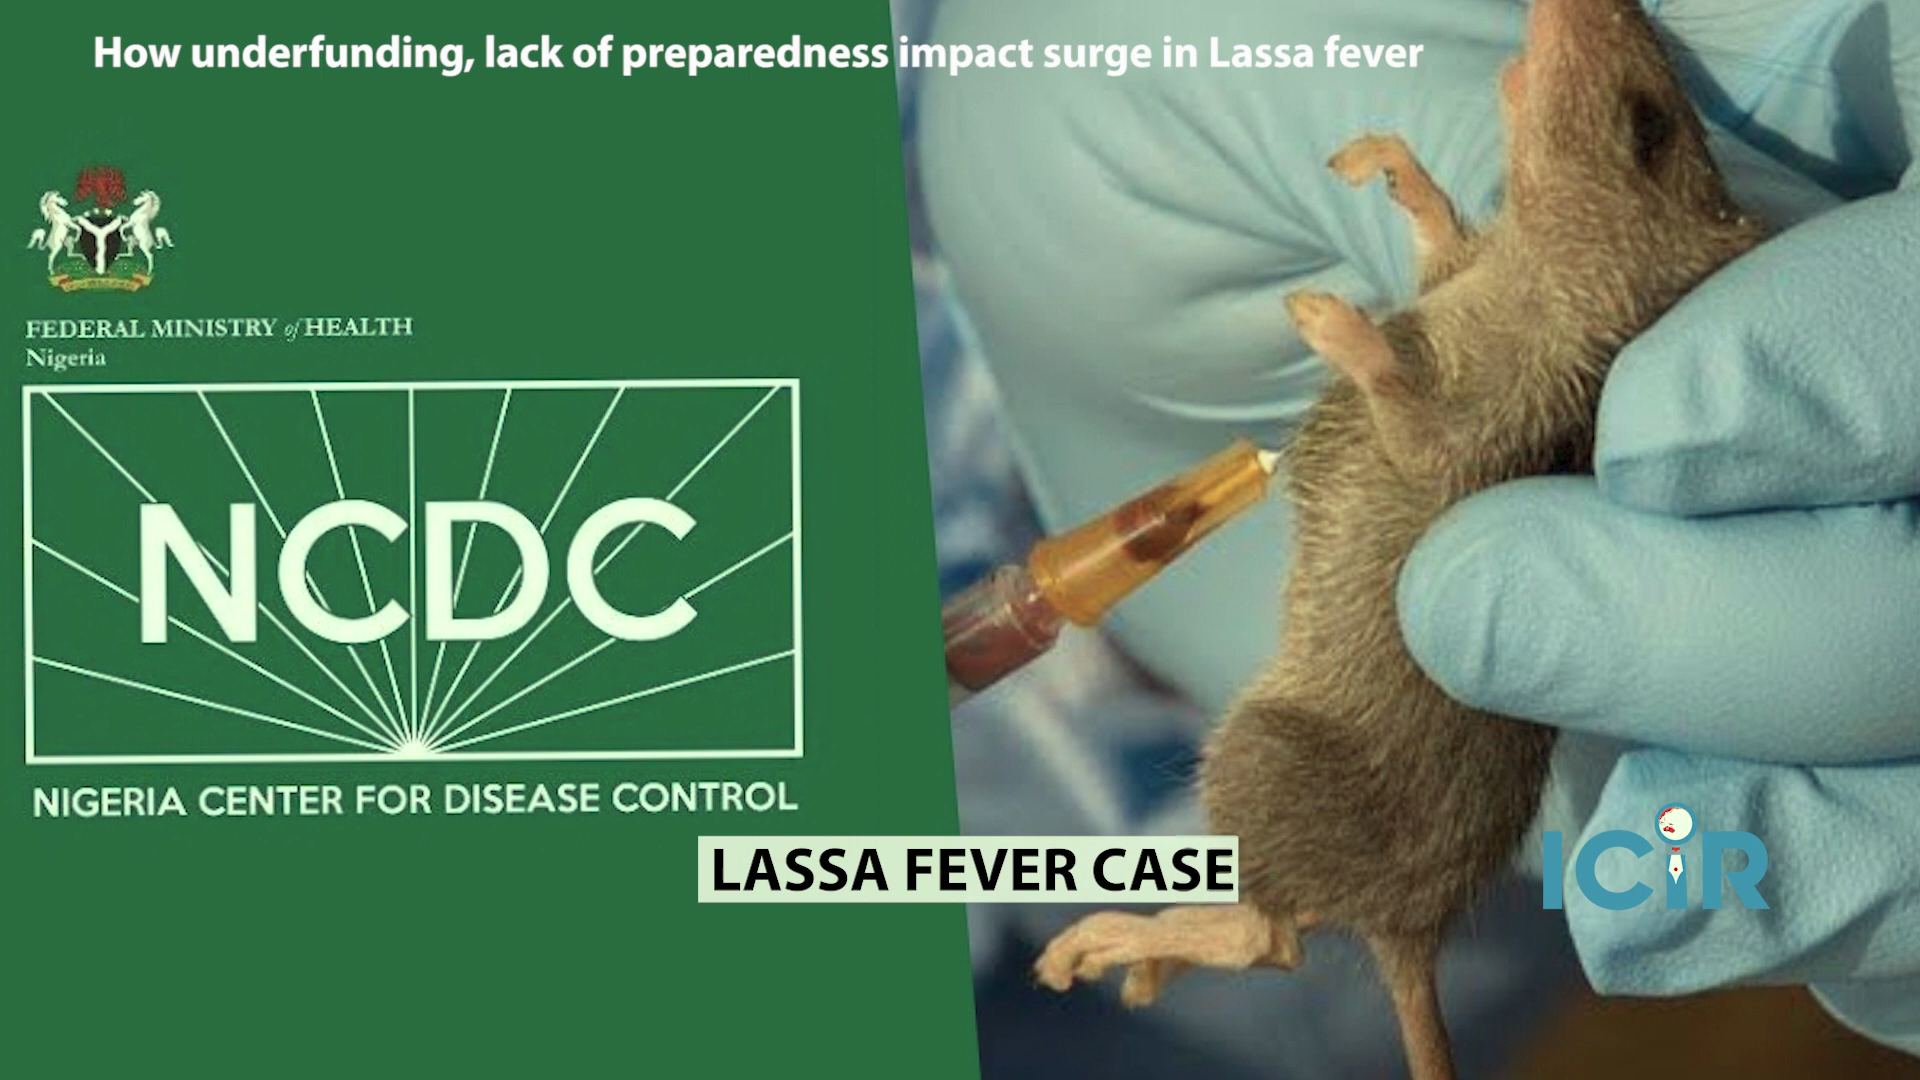 How underfunding, lack of preparedness impact surge in Lassa fever
FEDERAL MINISTRY of HEALTH
Nigeria
NCDC
NIGERIA CENTER FOR DISEASE CONTROL
LASSA FEVER CASE
ICiR